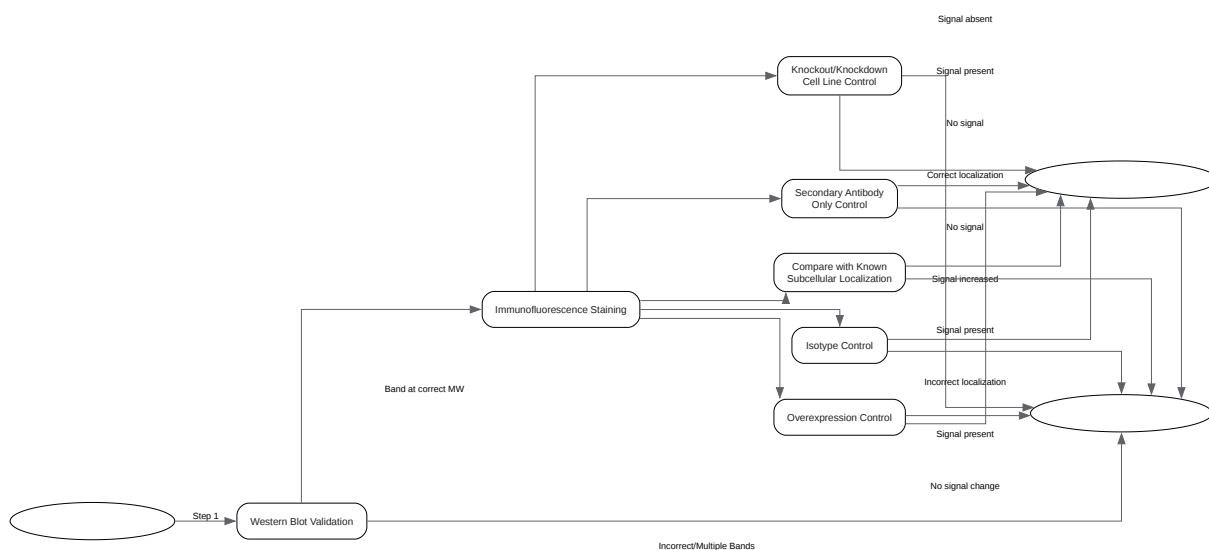 Signal absent
Knockout/Knockdown
Cell Line Control
Signal present
No signal
Correct localization
Secondary Antibody
Only Control
No signal
Compare with Known
Subcellular Localization
Signal increased
Immunofluorescence Staining
Signal present
Isotype Control
Incorrect localization
Band at correct MW
Overexpression Control
Signal present
No signal change
Step 1
Western Blot Validation
Incorrect/Multiple Bands